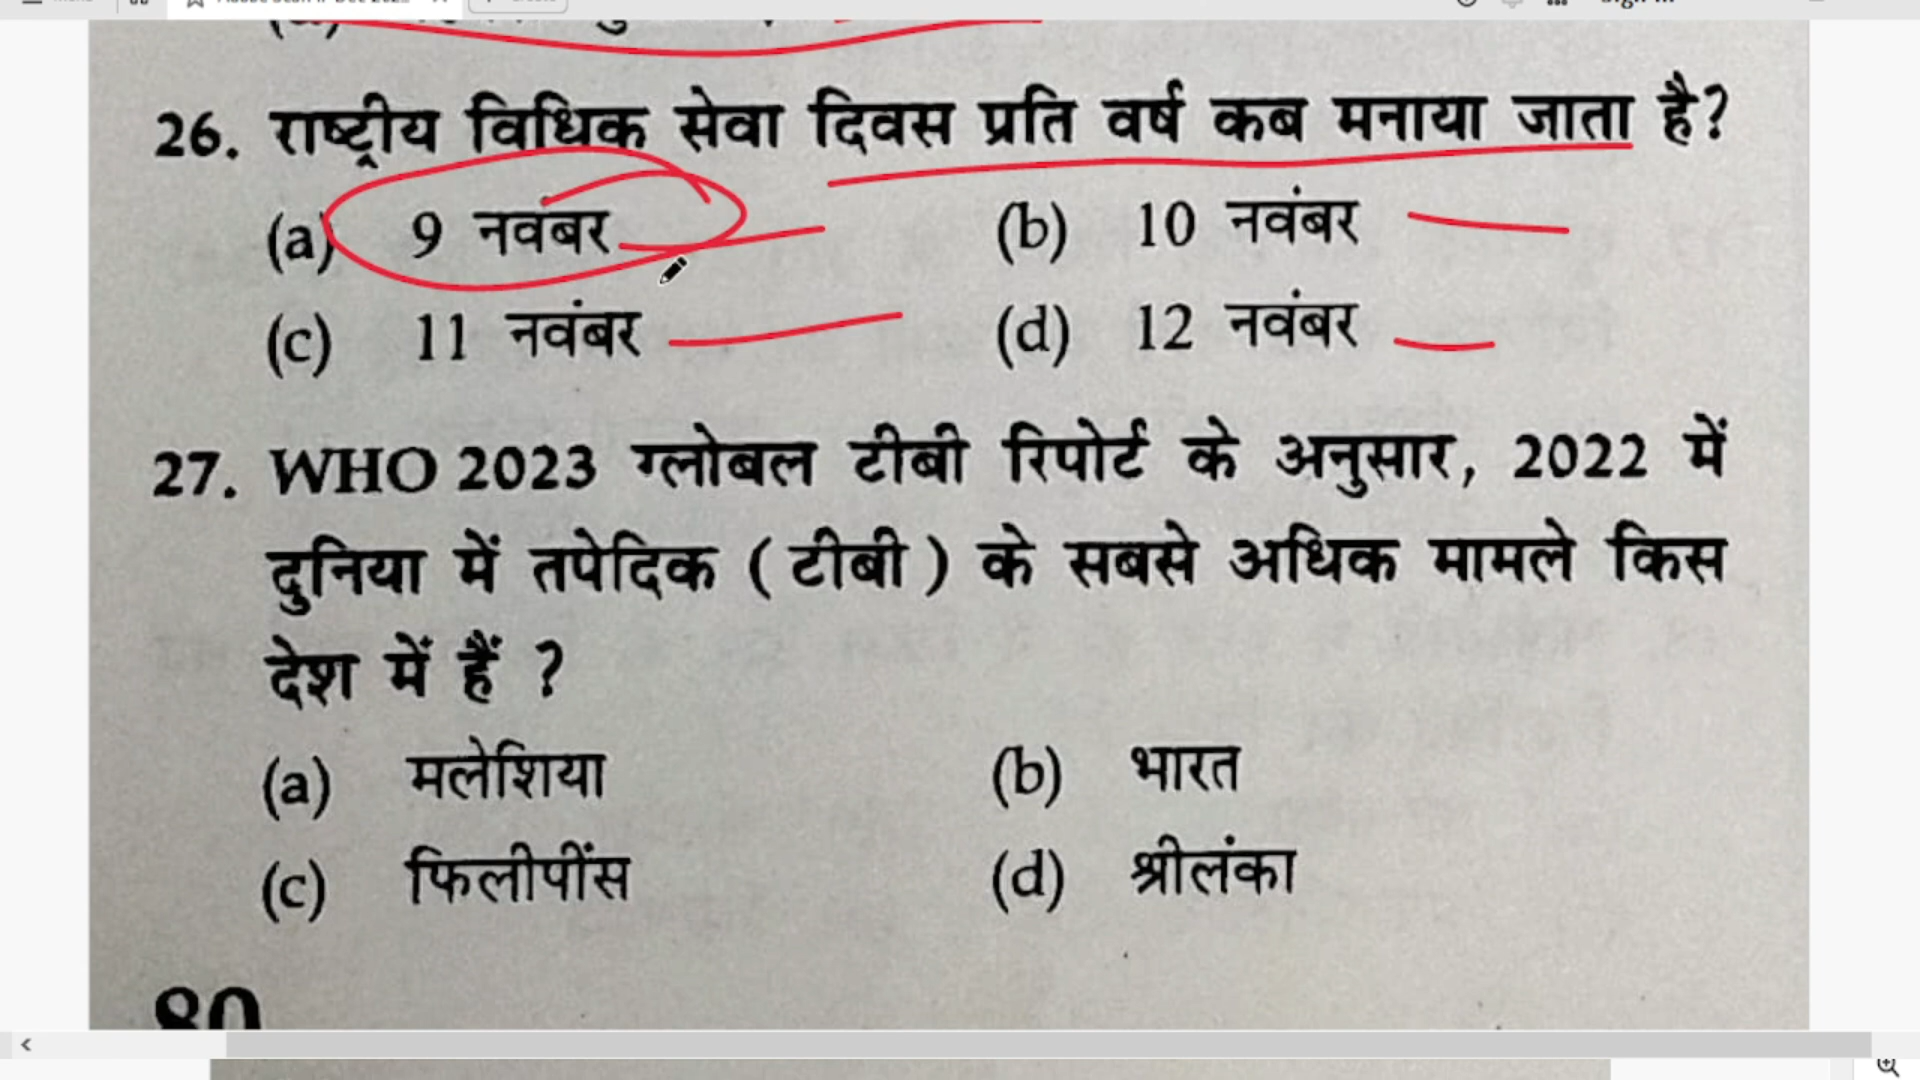 26. राष्ट्रीय विधिक सेवा दिवस प्रति वर्ष कब मनाया जाता है?
(a) 9 नवंबर (b) 10 नवंबर
(c) 11 नवंबर (d) 12 नवंबर
27. WHO 2023 ग्लोबल टीबी रिपोर्ट के अनुसार, 2022 में
दुनिया में तपेदिक ( टीबी ) के सबसे अधिक मामले किस
देश में हैं ?
(a) मलेशिया (b) भारत
(c) फिलीपींस (d) श्रीलंका
80